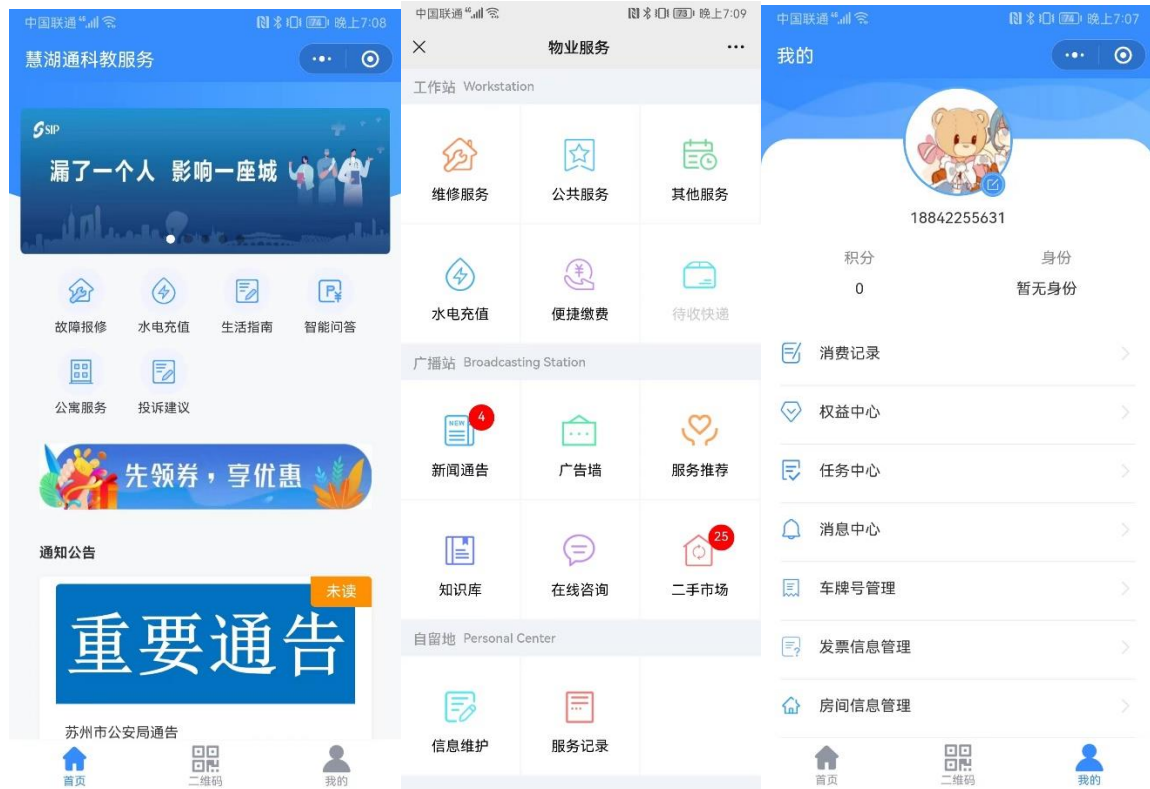 中国联通 4G 晚上7:08
慧湖通科教服务
SIP
漏了一个人 影响一座城
故障报修 水电充值 生活指南 智能问答
公寓服务 投诉建议
先领券，享优惠
通知公告
未读
重要通告
苏州市公安局通告
首页 二维码 我的
中国联通 4G 晚上7:09
物业服务
工作站 Workstation
维修服务 公共服务 其他服务
水电充值 便捷缴费 待收快递
广播站 Broadcasting Station
NEW 4
新闻通告 广告墙 服务推荐
25
知识库 在线咨询 二手市场
自留地 Personal Center
信息维护 服务记录
中国联通 4G 晚上7:07
我的
18842255631
积分 身份
0 暂无身份
消费记录
权益中心
任务中心
消息中心
车牌号管理
发票信息管理
房间信息管理
首页 二维码 我的